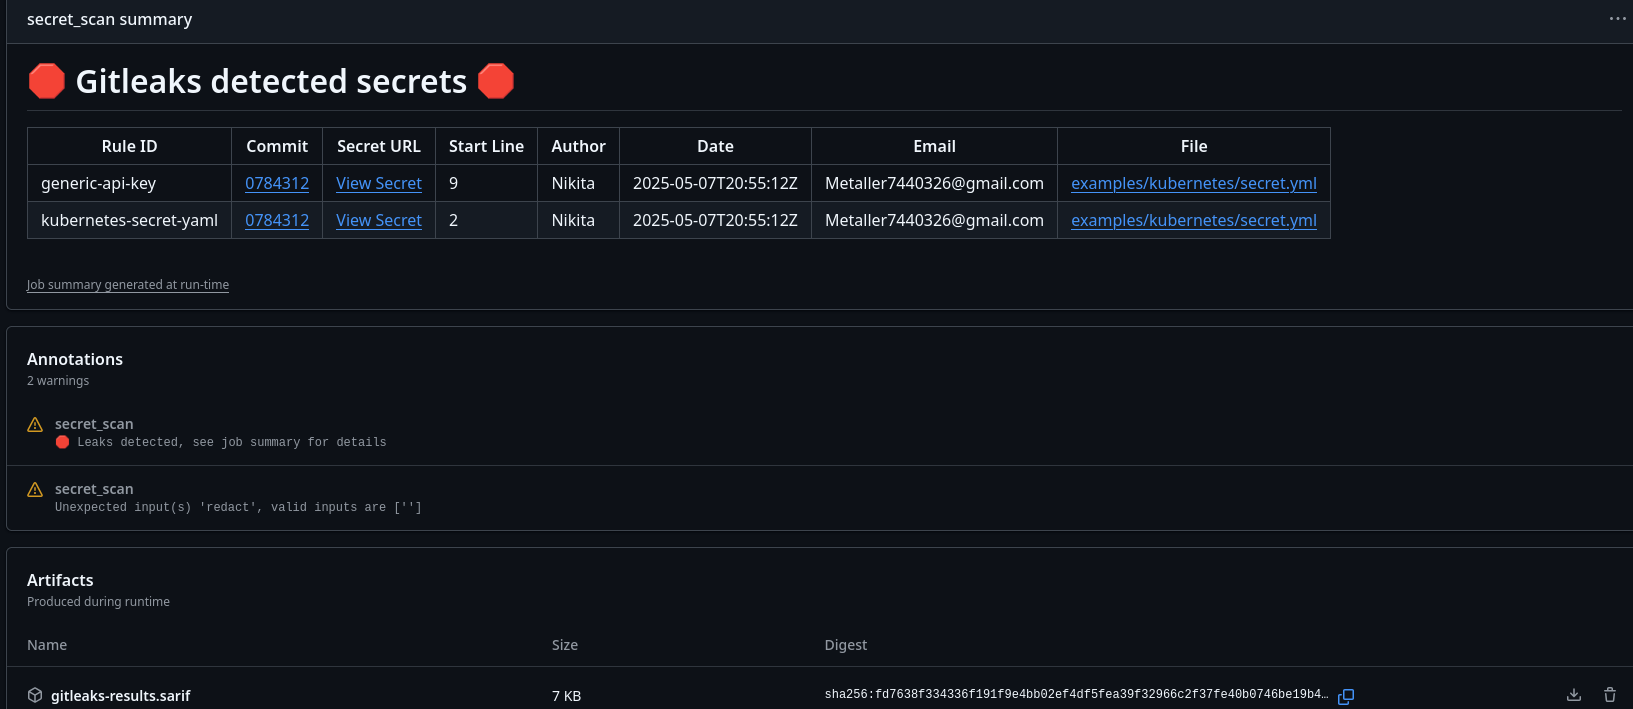 secret_scan summary
Gitleaks detected secrets
Rule ID Commit Secret URL Start Line Author Date Email File
generic-api-key 0784312 View Secret 9 Nikita 2025-05-07T20:55:12Z Metaller7440326@gmail.com examples/kubernetes/secret.yml
kubernetes-secret-yaml 0784312 View Secret 2 Nikita 2025-05-07T20:55:12Z Metaller7440326@gmail.com examples/kubernetes/secret.yml
Job summary generated at run-time
Annotations
2 warnings
secret_scan
Leaks detected, see job summary for details
secret_scan
Unexpected input(s) 'redact', valid inputs are ['']
Artifacts
Produced during runtime
Name Size Digest
gitleaks-results.sarif 7 KB sha256:fd7638f334336f191f9e4bb02ef4df5fea39f32966c2f37fe40b0746be19b4…